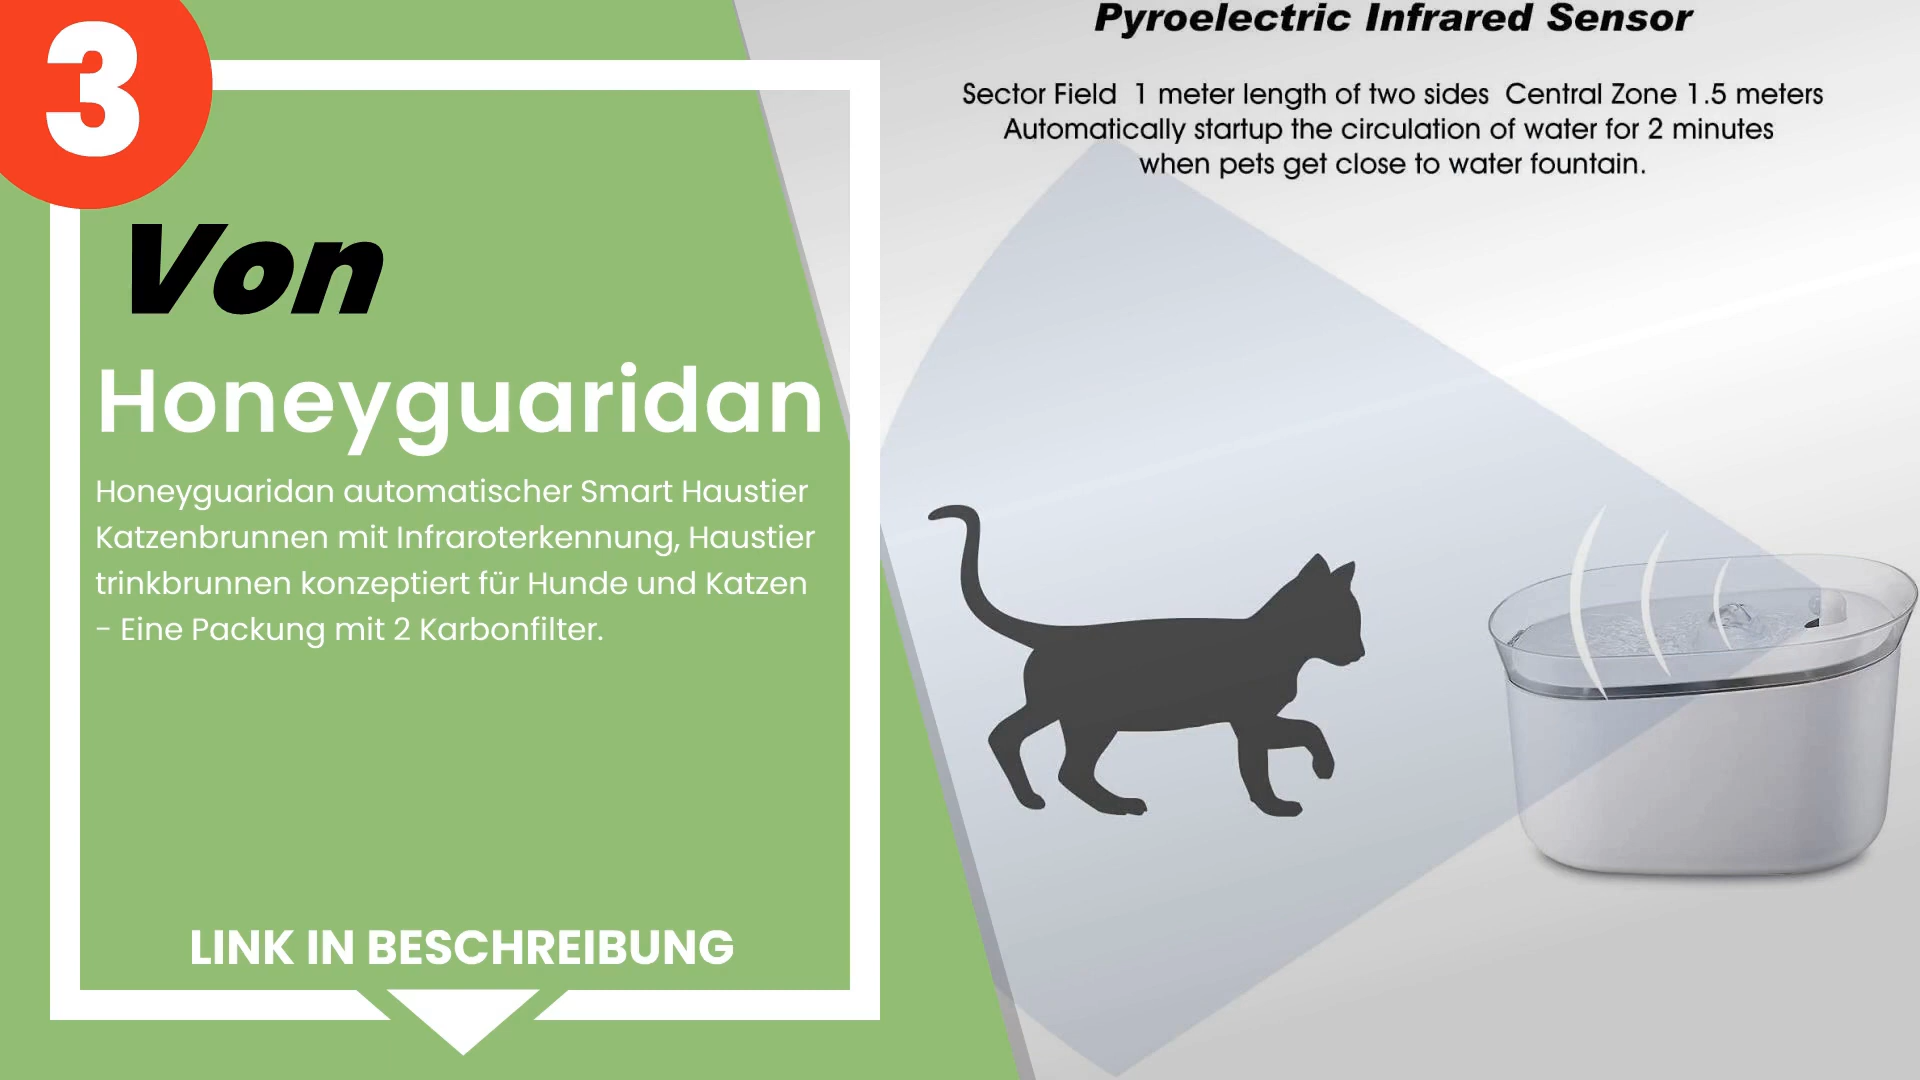 3
Von
Honeyguaridan
Honeyguaridan automatischer Smart Haustier
Katzenbrunnen mit Infraroterkennung, Haustier
trinkbrunnen konzeptiert für Hunde und Katzen
- Eine Packung mit 2 Karbonfilter.
LINK IN BESCHREIBUNG
Pyroelectric Infrared Sensor
Sector Field 1 meter length of two sides Central Zone 1.5 meters
Automatically startup the circulation of water for 2 minutes
when pets get close to water fountain.